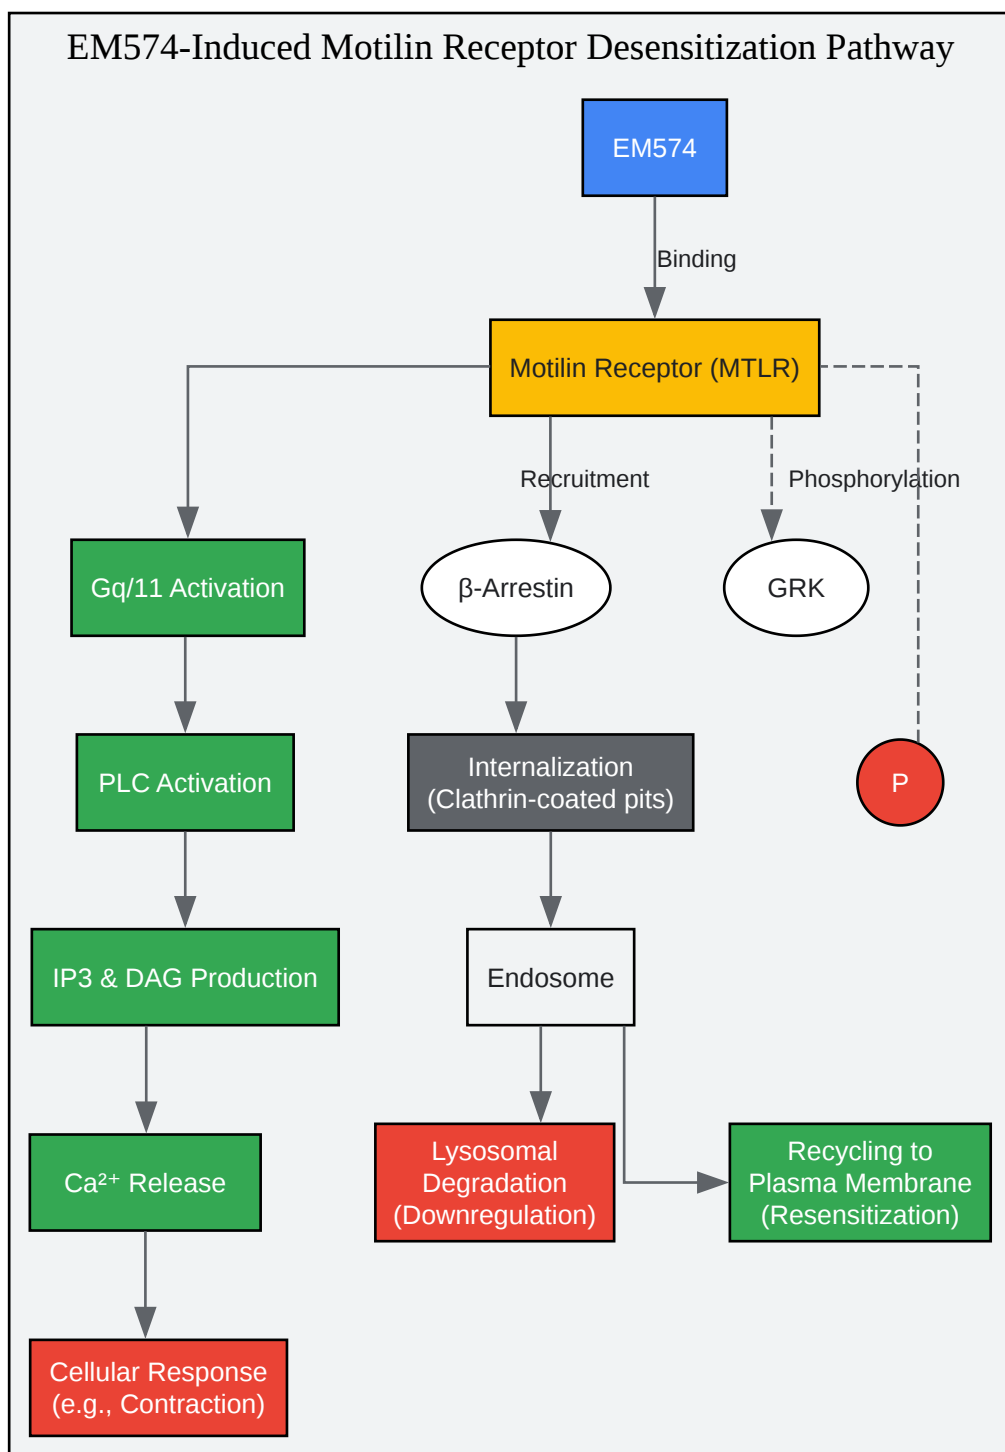 EM574-Induced Motilin Receptor Desensitization Pathway
EM574
Binding
Motilin Receptor (MTLR)
Recruitment
Phosphorylation
Gq/11 Activation
β-Arrestin
GRK
PLC Activation
Internalization
(Clathrin-coated pits)
P
IP3 & DAG Production
Endosome
Ca²⁺ Release
Lysosomal
Degradation
(Downregulation)
Recycling to
Plasma Membrane
(Resensitization)
Cellular Response
(e.g., Contraction)